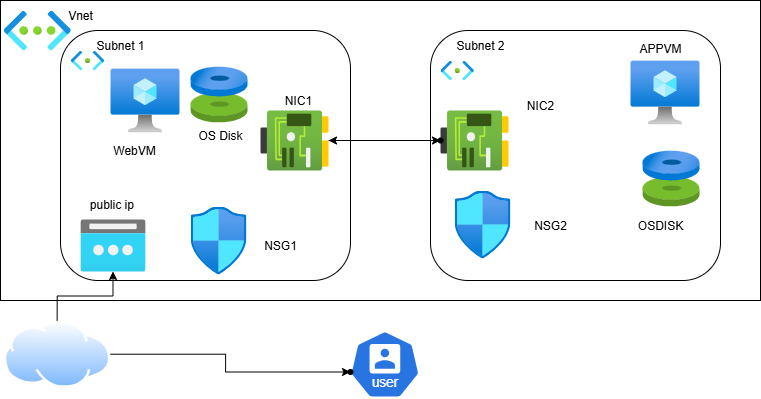 Vnet
Subnet 1
Subnet 2
APPVM
NIC1
NIC2
OS Disk
WebVM
public ip
NSG1
NSG2
OSDISK
user